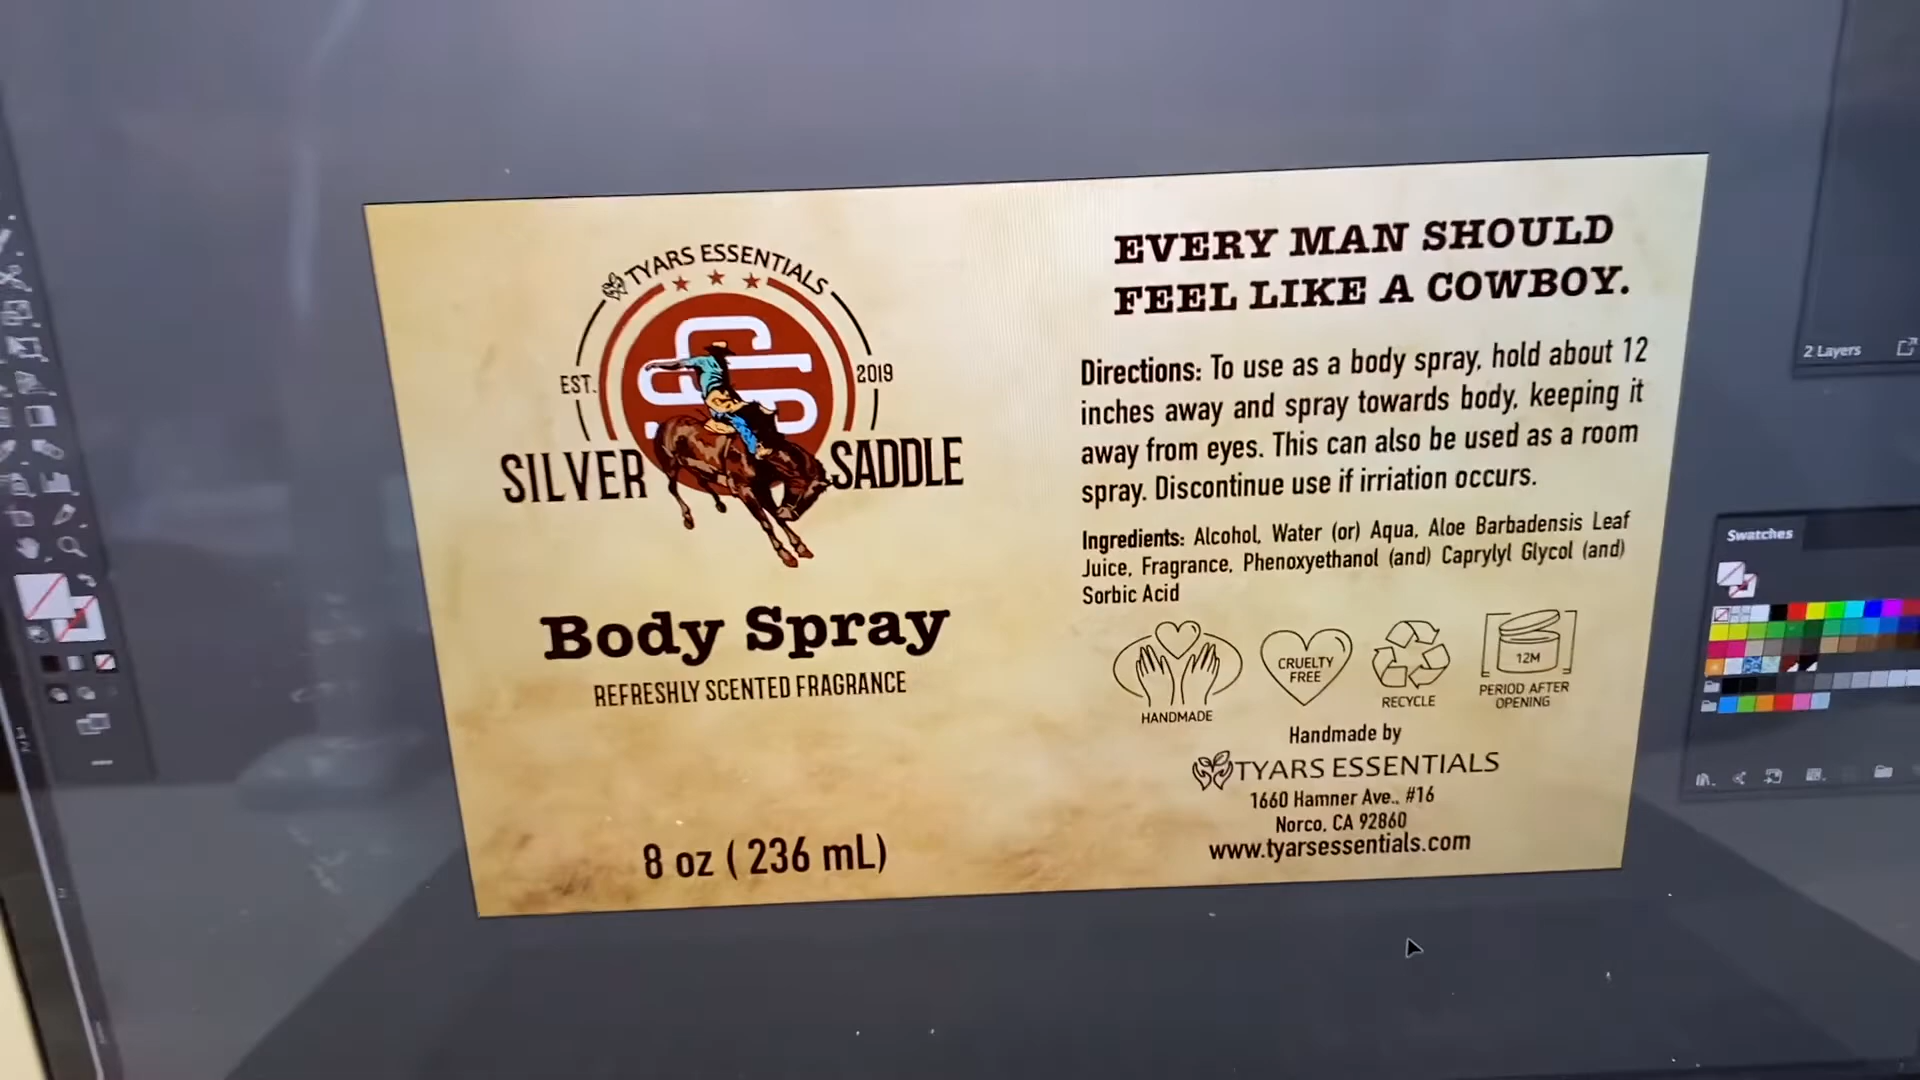 TYARS ESSENTIALS
EST. 2019
SILVER SADDLE
Body Spray
REFRESHLY SCENTED FRAGRANCE
8 oz ( 236 mL)
EVERY MAN SHOULD
FEEL LIKE A COWBOY.
Directions: To use as a body spray, hold about 12
inches away and spray towards body, keeping it
away from eyes. This can also be used as a room
spray. Discontinue use if irriation occurs.
Ingredients: Alcohol, Water (or) Aqua, Aloe Barbadensis Leaf
Juice, Fragrance, Phenoxyethanol (and) Caprylyl Glycol (and)
Sorbic Acid
HANDMADE
CRUELTY
FREE
RECYCLE
12M
PERIOD AFTER
OPENING
Handmade by
TYARS ESSENTIALS
1660 Hamner Ave., #16
Norco, CA 92860
www.tyarsessentials.com
2 Layers
Swatches